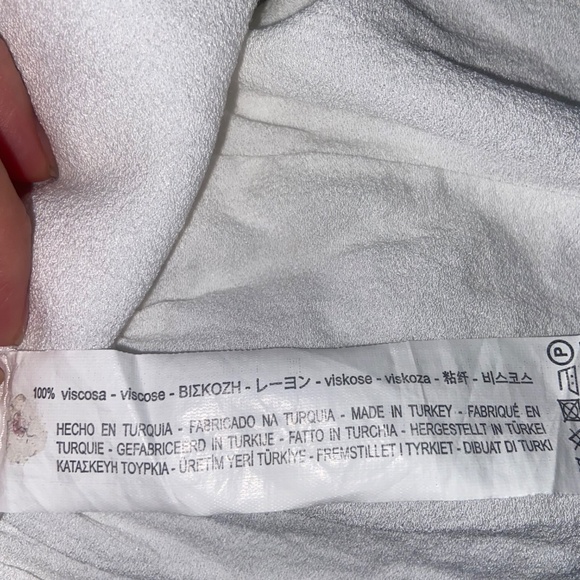 100% viscosa - viscose - ΒΙΣΚΟΖΗ - レーヨン - viskose - viskoza - 粘纤 - 비스코스
HECHO EN TURQUIA - FABRICADO NA TURQUIA - MADE IN TURKEY - FABRIQUÉ EN
TURQUIE - GEFABRICEERD IN TURKIJE - FATTO IN TURCHIA - HERGESTELLT IN TÜRKEI
ΚΑΤΑΣΚΕΥΗ ΤΟΥΡΚΙΑ - ÜRETİM YERİ TÜRKİYE - FREMSTILLET I TYRKIET - DIBUAT DI TURKI
P